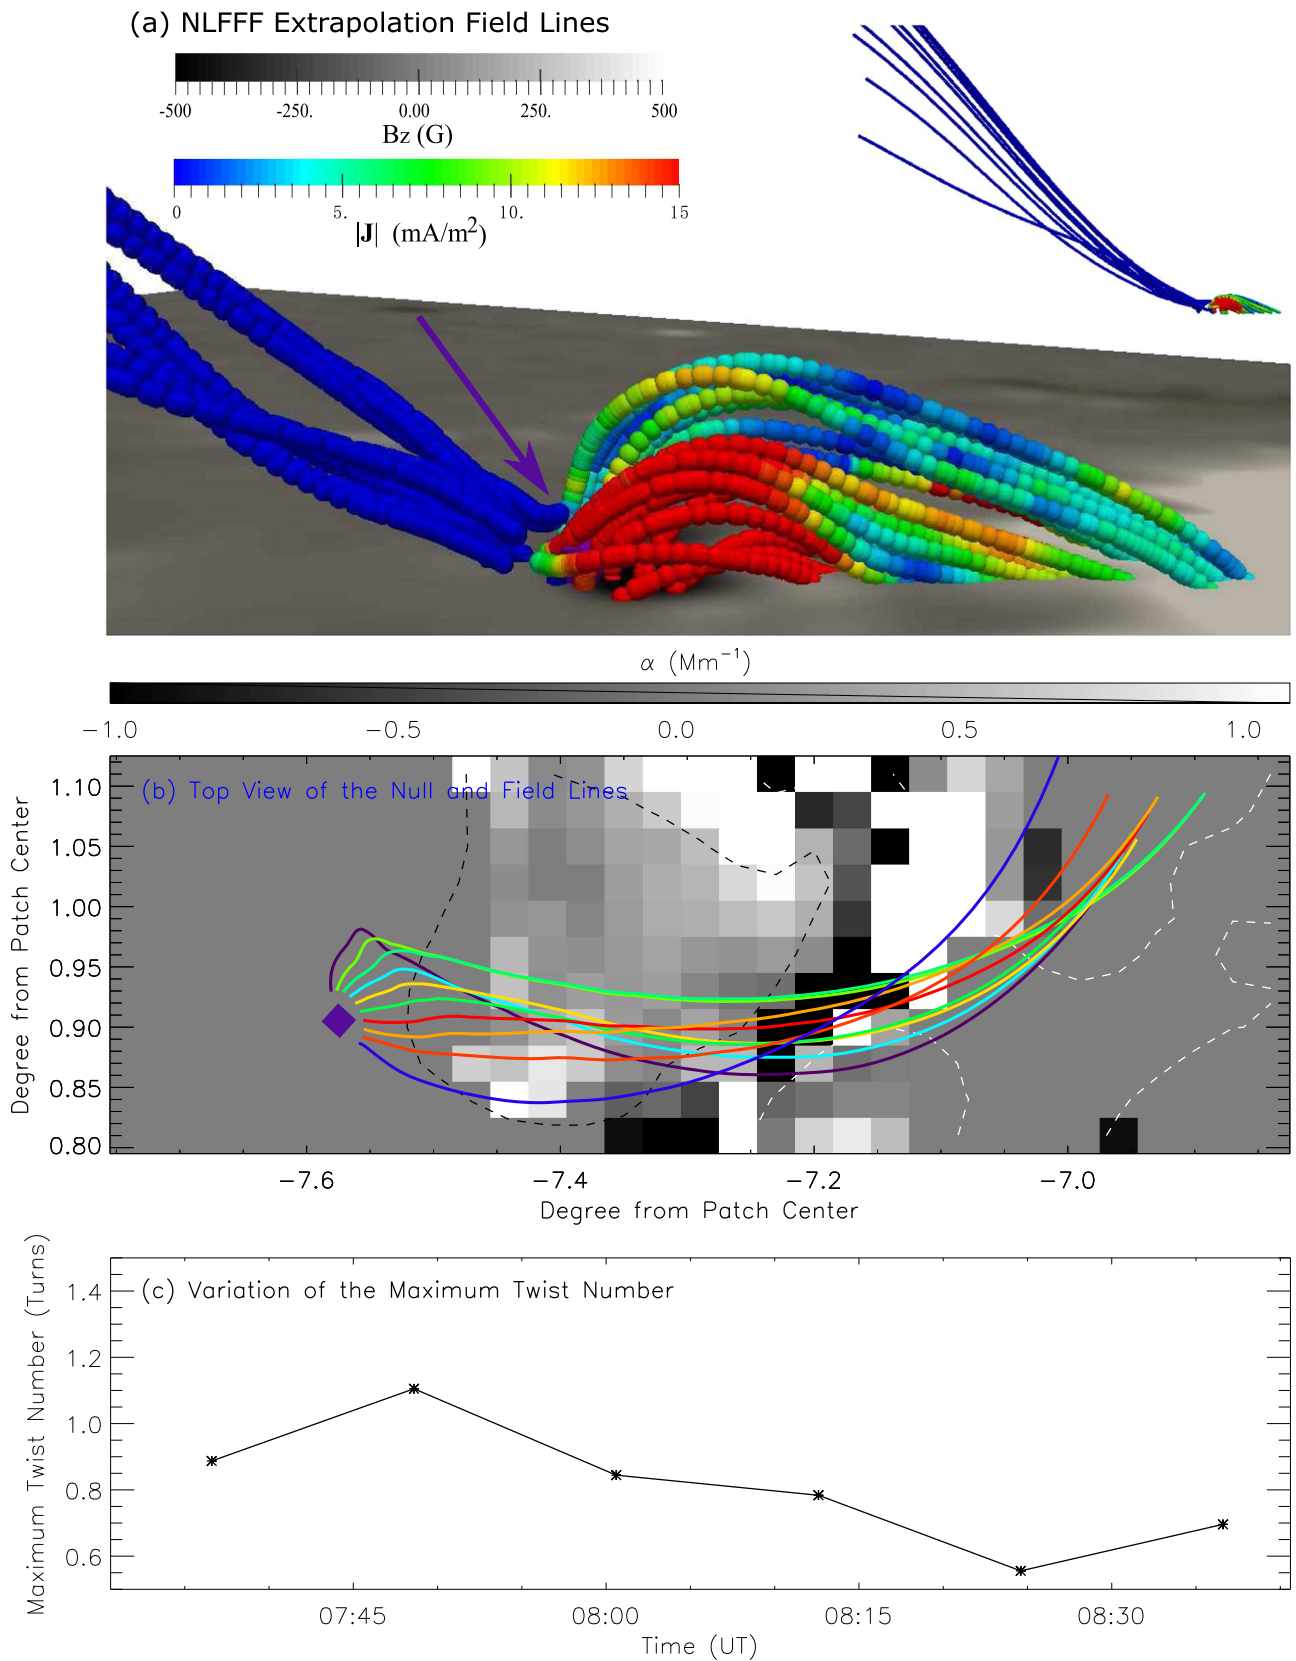 (a) NLFFF Extrapolation Field Lines
-500 -250. 0.00 250. 500
Bz (G)
0 5. 10. 15
|J| (mA/m²)
α (Mm⁻¹)
−1.0 −0.5 0.0 0.5 1.0
(b) Top View of the Null and Field Lines
Degree from Patch Center
1.10
1.05
1.00
0.95
0.90
0.85
0.80
−7.6 −7.4 −7.2 −7.0
Degree from Patch Center
(c) Variation of the Maximum Twist Number
Maximum Twist Number (Turns)
1.4
1.2
1.0
0.8
0.6
07:45 08:00 08:15 08:30
Time (UT)